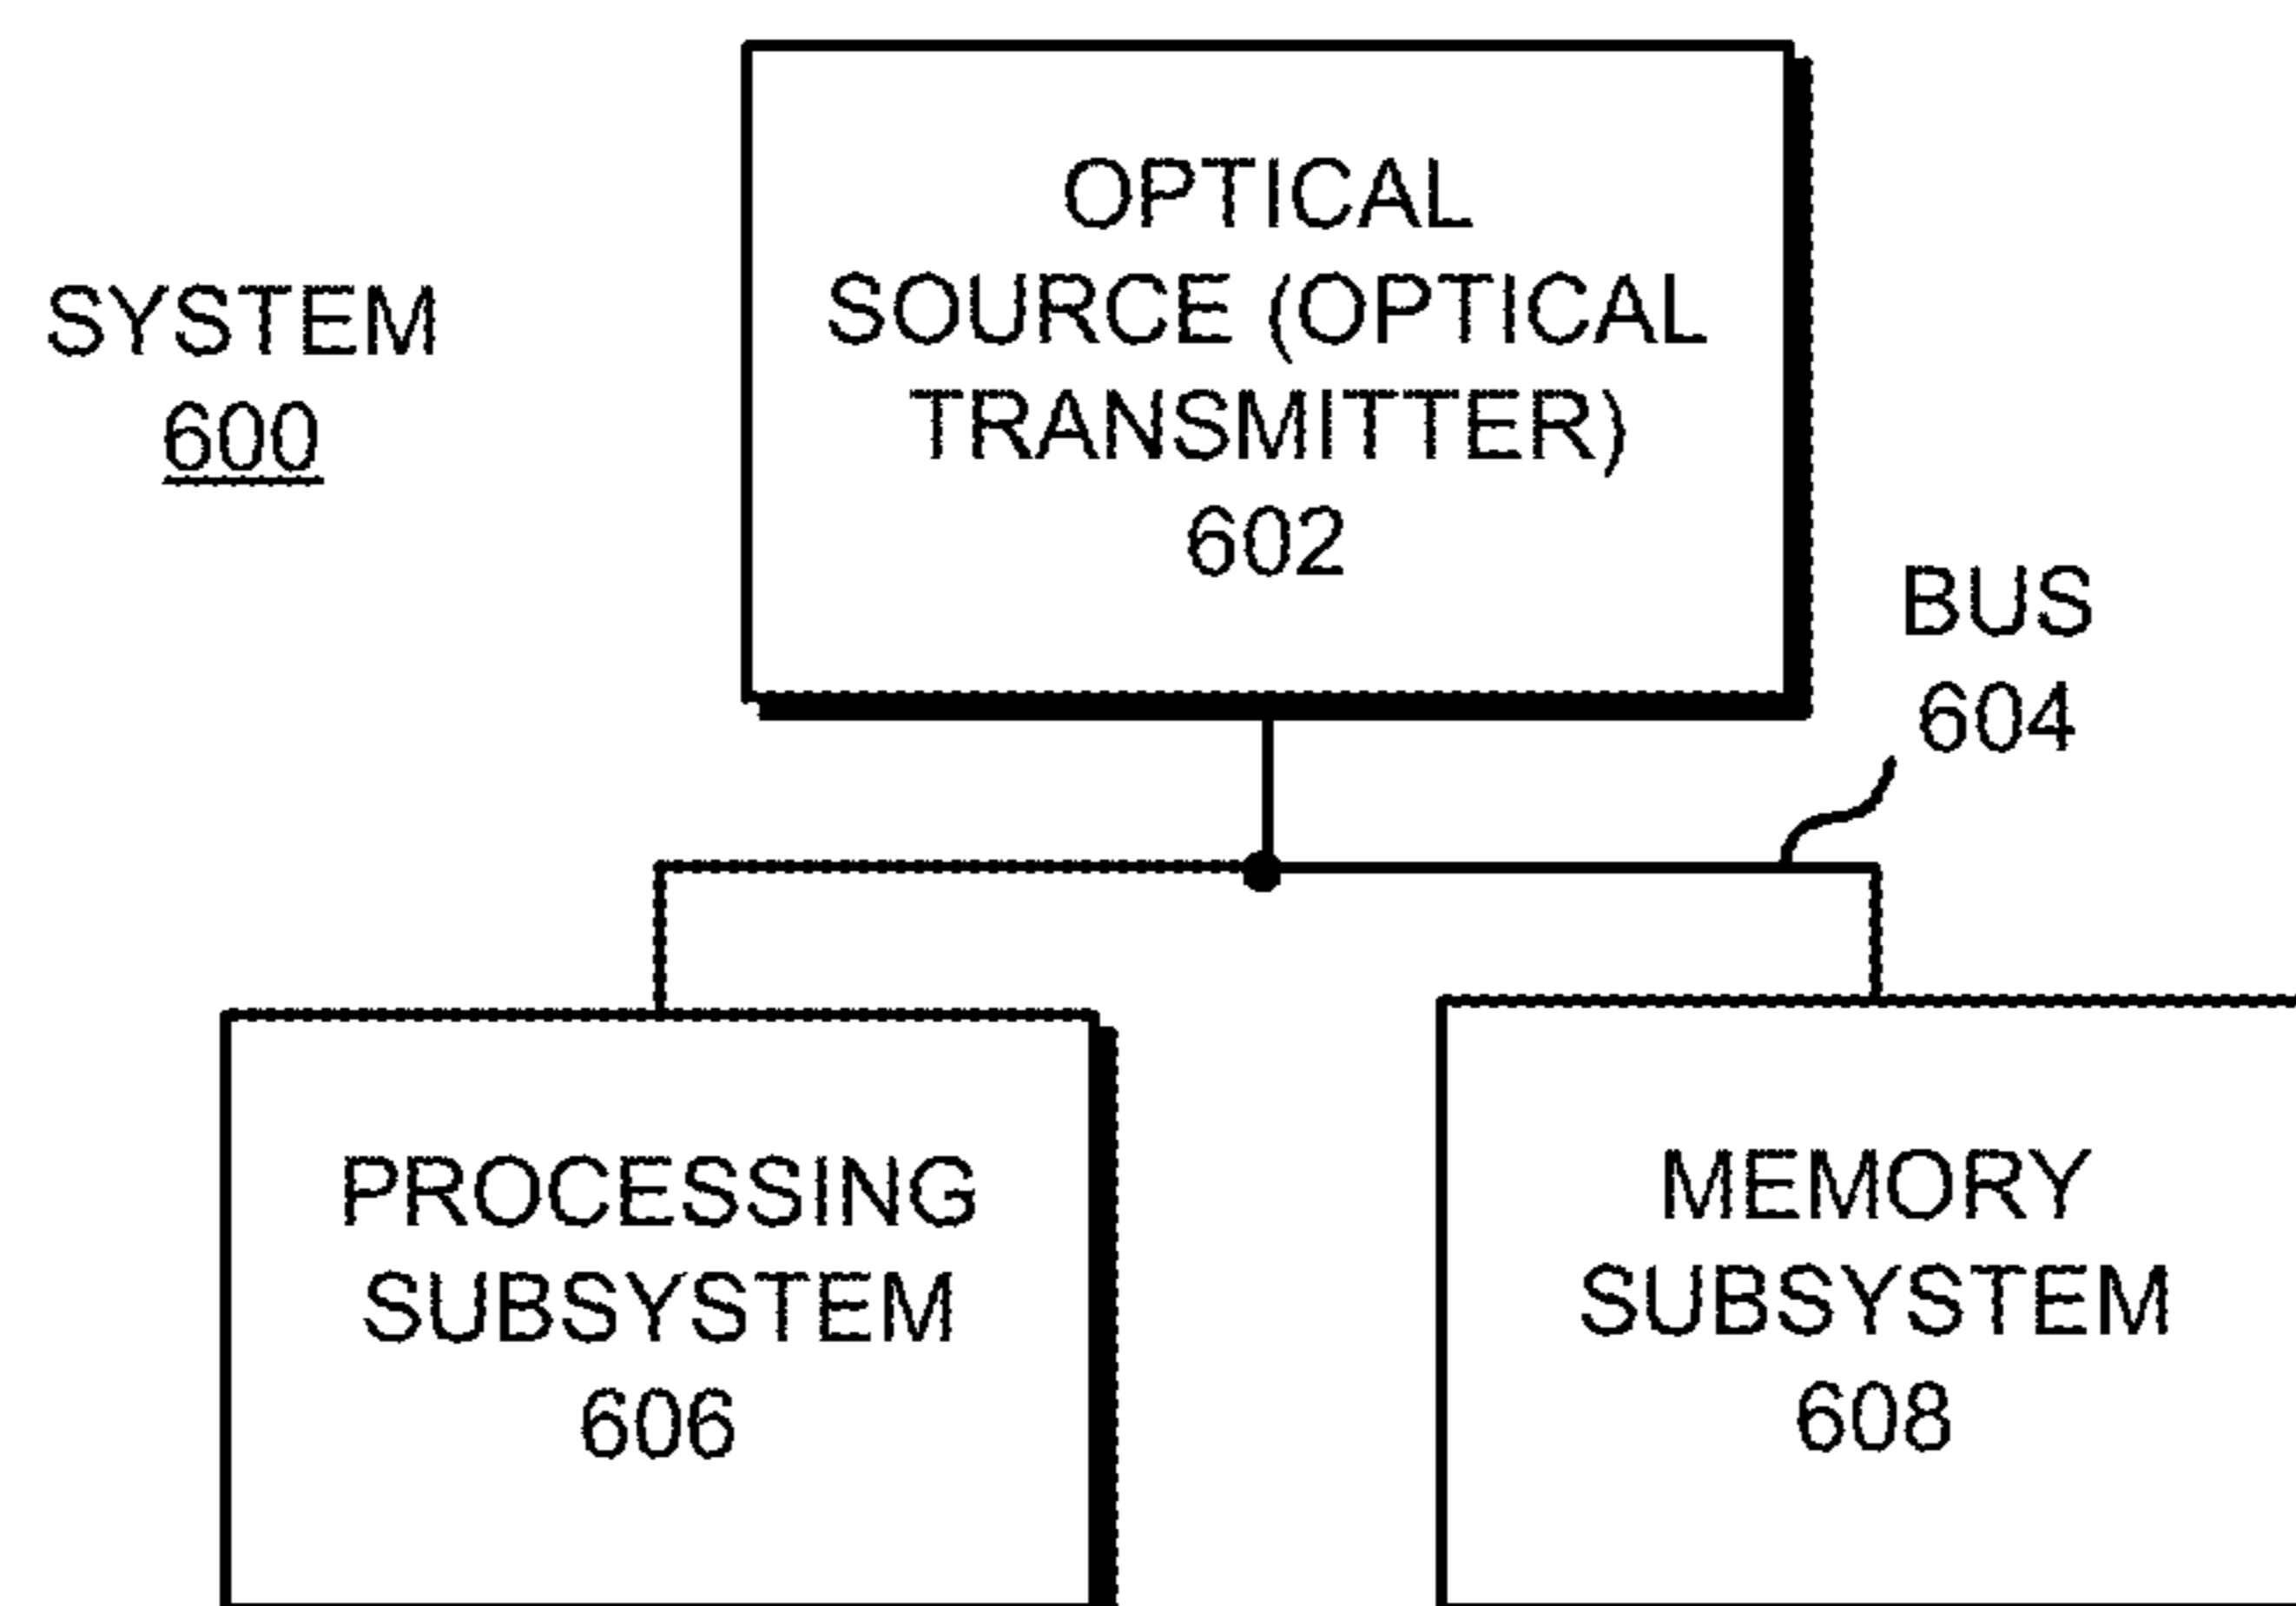 SYSTEM
600
OPTICAL
SOURCE (OPTICAL
TRANSMITTER)
602
BUS
604
PROCESSING
SUBSYSTEM
606
MEMORY
SUBSYSTEM
608